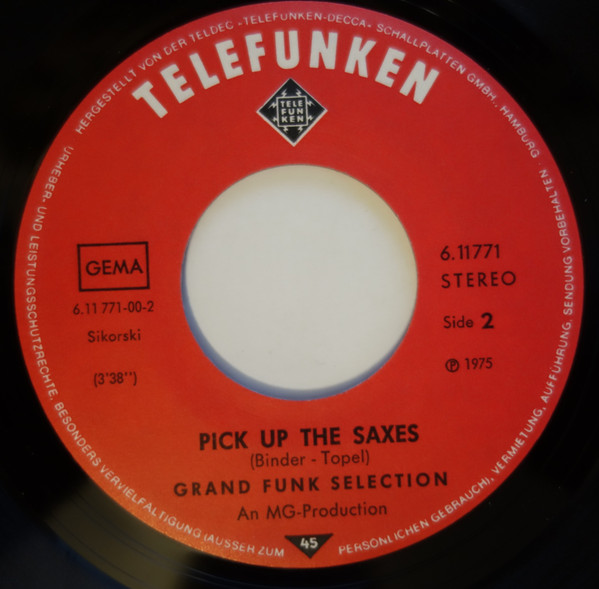 HERGESTELLT VON DER TELDEC »TELEFUNKEN-DECCA« SCHALLPLATTEN GMBH., HAMBURG
TELEFUNKEN
TELE
FUN
KEN
GEMA
6.11 771-00-2
Sikorski
(3'38")
6.11771
STEREO
Side 2
℗ 1975
PICK UP THE SAXES
(Binder - Topel)
GRAND FUNK SELECTION
An MG-Production
45
URHEBER- UND LEISTUNGSSCHUTZRECHTE, BESONDERS VERVIELFÄLTIGUNG (AUSSER ZUM PERSÖNLICHEN GEBRAUCH), VERMIETUNG, AUFFÜHRUNG, SENDUNG VORBEHALTEN